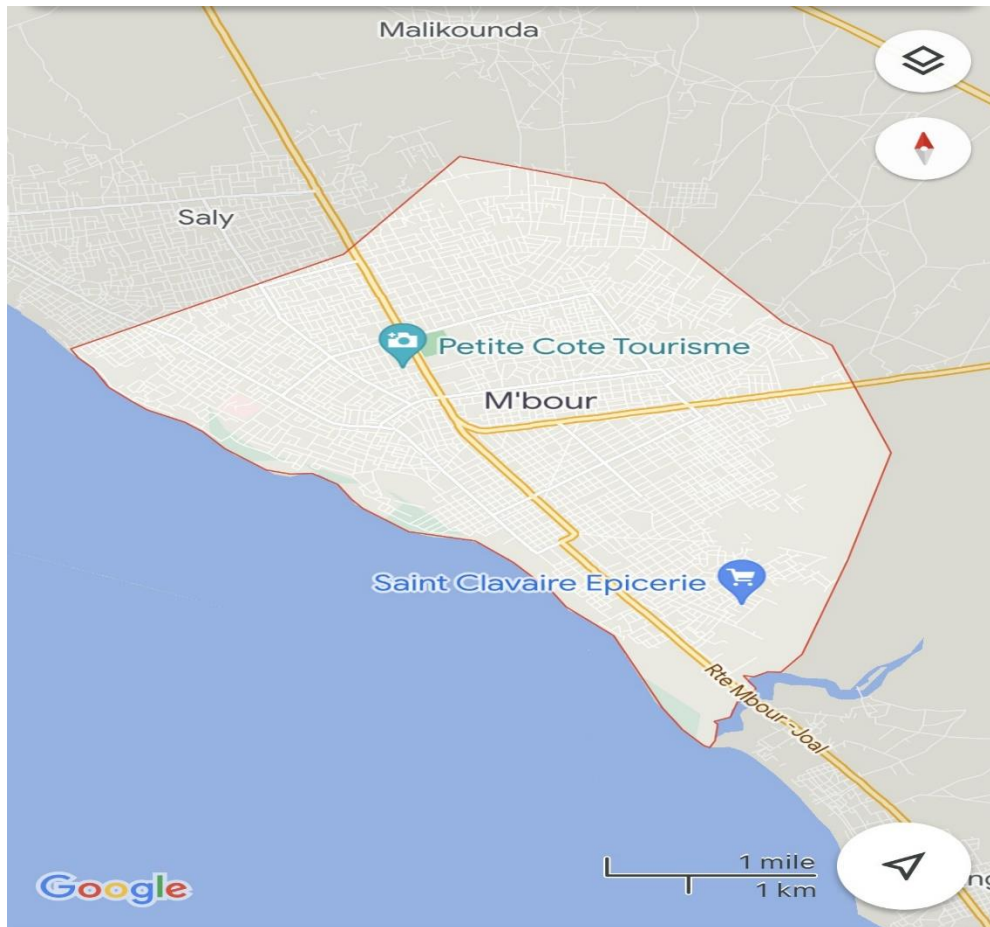 Malikounda
Saly
Petite Cote Tourisme
M'bour
Saint Clavaire Epicerie
Rte Mbour - Joal
1 mile
1 km
Google